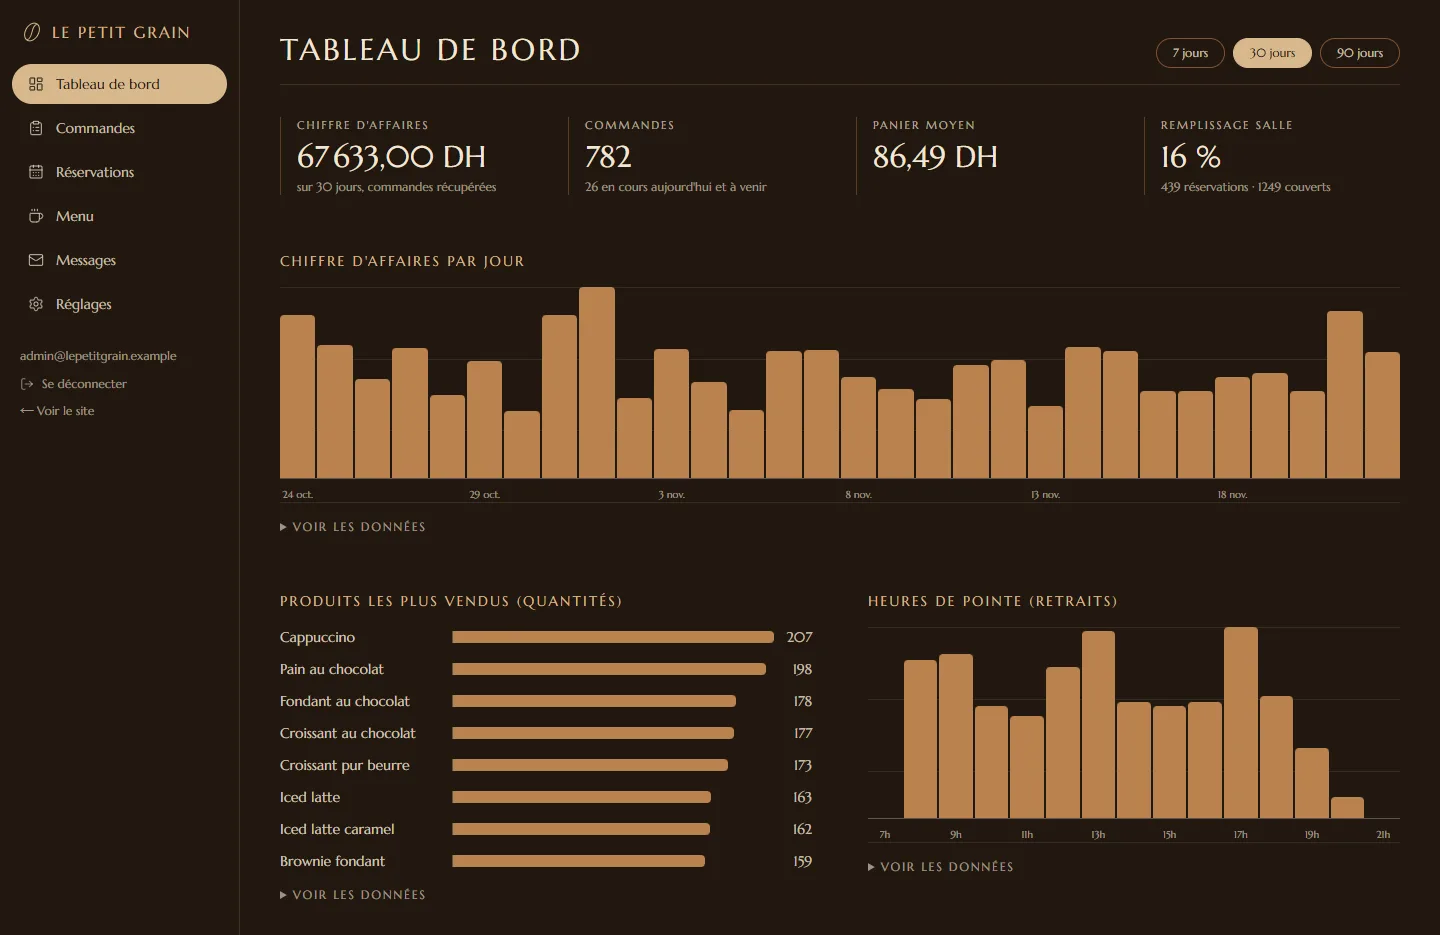 LE PETIT GRAIN
Tableau de bord
Commandes
Réservations
Menu
Messages
Réglages
admin@lepetitgrain.example
Se déconnecter
← Voir le site
TABLEAU DE BORD
7 jours
30 jours
90 jours
CHIFFRE D'AFFAIRES
67 633,00 DH
sur 30 jours, commandes récupérées
COMMANDES
782
26 en cours aujourd'hui et à venir
PANIER MOYEN
86,49 DH
REMPLISSAGE SALLE
16 %
439 réservations · 1249 couverts
CHIFFRE D'AFFAIRES PAR JOUR
24 oct. 29 oct. 3 nov. 8 nov. 13 nov. 18 nov.
VOIR LES DONNÉES
PRODUITS LES PLUS VENDUS (QUANTITÉS)
Cappuccino 207
Pain au chocolat 198
Fondant au chocolat 178
Croissant au chocolat 177
Croissant pur beurre 173
Iced latte 163
Iced latte caramel 162
Brownie fondant 159
VOIR LES DONNÉES
HEURES DE POINTE (RETRAITS)
7h 9h 11h 13h 15h 17h 19h 21h
VOIR LES DONNÉES